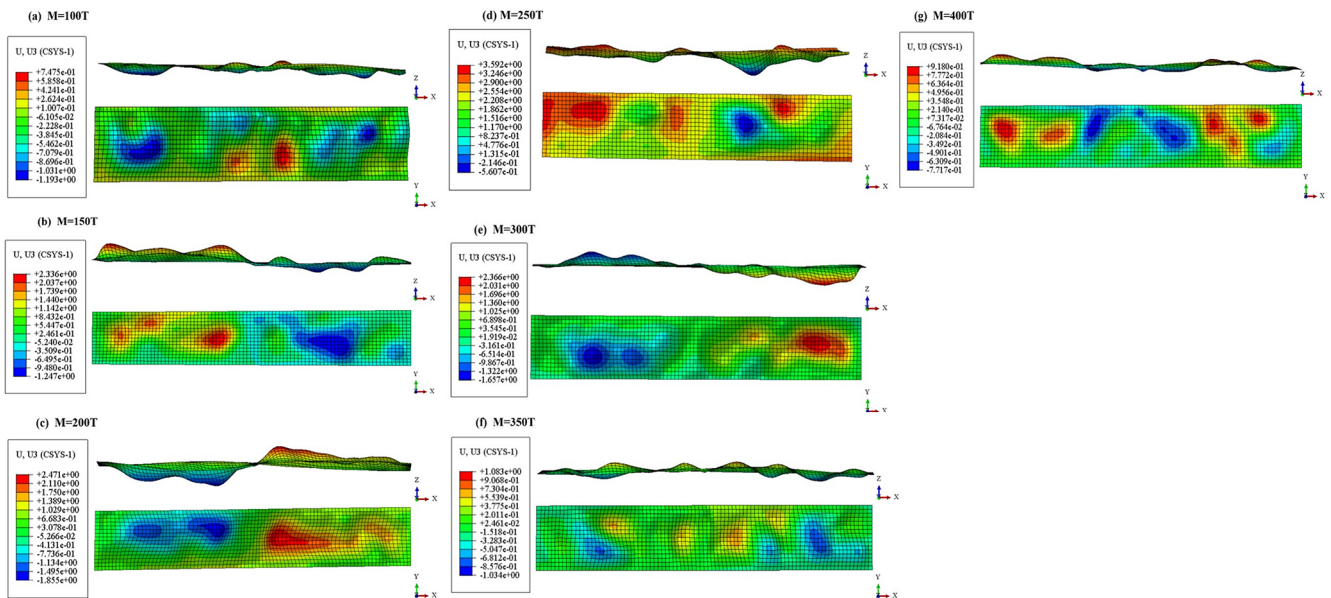 (a) M=100T
U, U3 (CSYS-1)
+7.475e-01
+5.858e-01
+4.241e-01
+2.624e-01
+1.007e-01
-6.105e-02
-2.228e-01
-3.845e-01
-5.462e-01
-7.079e-01
-8.696e-01
-1.031e+00
-1.193e+00
Z
X
Y
X
(b) M=150T
U, U3 (CSYS-1)
+2.336e+00
+2.037e+00
+1.739e+00
+1.440e+00
+1.142e+00
+8.432e-01
+5.447e-01
+2.461e-01
-5.240e-02
-3.509e-01
-6.495e-01
-9.480e-01
-1.247e+00
Z
X
Y
X
(c) M=200T
U, U3 (CSYS-1)
+2.471e+00
+2.110e+00
+1.750e+00
+1.389e+00
+1.029e+00
+6.683e-01
+3.078e-01
-5.266e-02
-4.131e-01
-7.736e-01
-1.134e+00
-1.495e+00
-1.855e+00
Z
X
Y
X
(d) M=250T
U, U3 (CSYS-1)
+3.592e+00
+3.246e+00
+2.900e+00
+2.554e+00
+2.208e+00
+1.862e+00
+1.516e+00
+1.170e+00
+8.237e-01
+4.776e-01
+1.315e-01
-2.146e-01
-5.607e-01
Z
X
Y
X
(e) M=300T
U, U3 (CSYS-1)
+2.366e+00
+2.031e+00
+1.696e+00
+1.360e+00
+1.025e+00
+6.898e-01
+3.545e-01
+1.919e-02
-3.161e-01
-6.514e-01
-9.867e-01
-1.322e+00
-1.657e+00
Z
X
Y
X
(f) M=350T
U, U3 (CSYS-1)
+1.083e+00
+9.068e-01
+7.304e-01
+5.539e-01
+3.775e-01
+2.011e-01
+2.461e-02
-1.518e-01
-3.283e-01
-5.047e-01
-6.812e-01
-8.576e-01
-1.034e+00
Z
X
Y
X
(g) M=400T
U, U3 (CSYS-1)
+9.180e-01
+7.772e-01
+6.364e-01
+4.956e-01
+3.548e-01
+2.140e-01
+7.317e-02
-6.764e-02
-2.084e-01
-3.492e-01
-4.901e-01
-6.309e-01
-7.717e-01
Z
X
Y
X